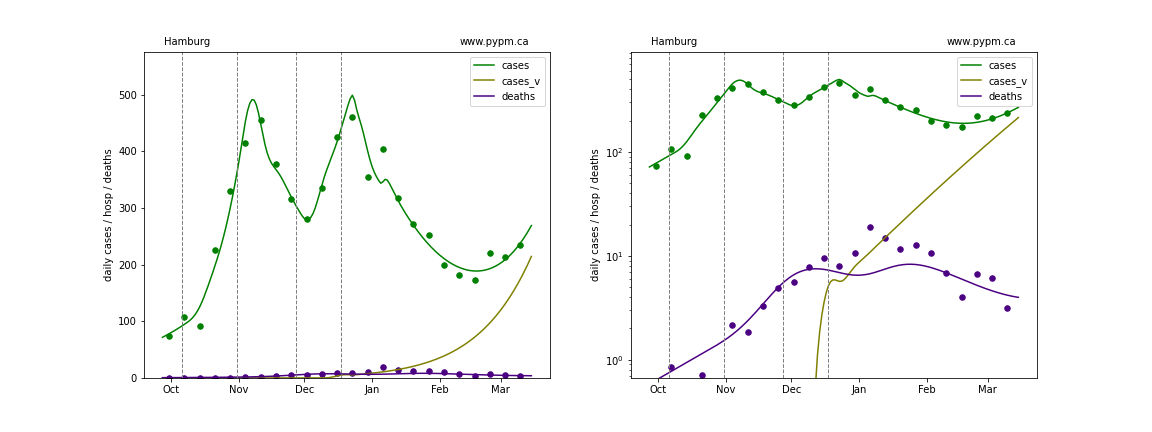 Hamburg www.pypm.ca
cases
cases_v
deaths
daily cases / hosp / deaths
500
400
300
200
100
0
Oct Nov Dec Jan Feb Mar
Hamburg www.pypm.ca
cases
cases_v
deaths
daily cases / hosp / deaths
10²
10¹
10⁰
Oct Nov Dec Jan Feb Mar